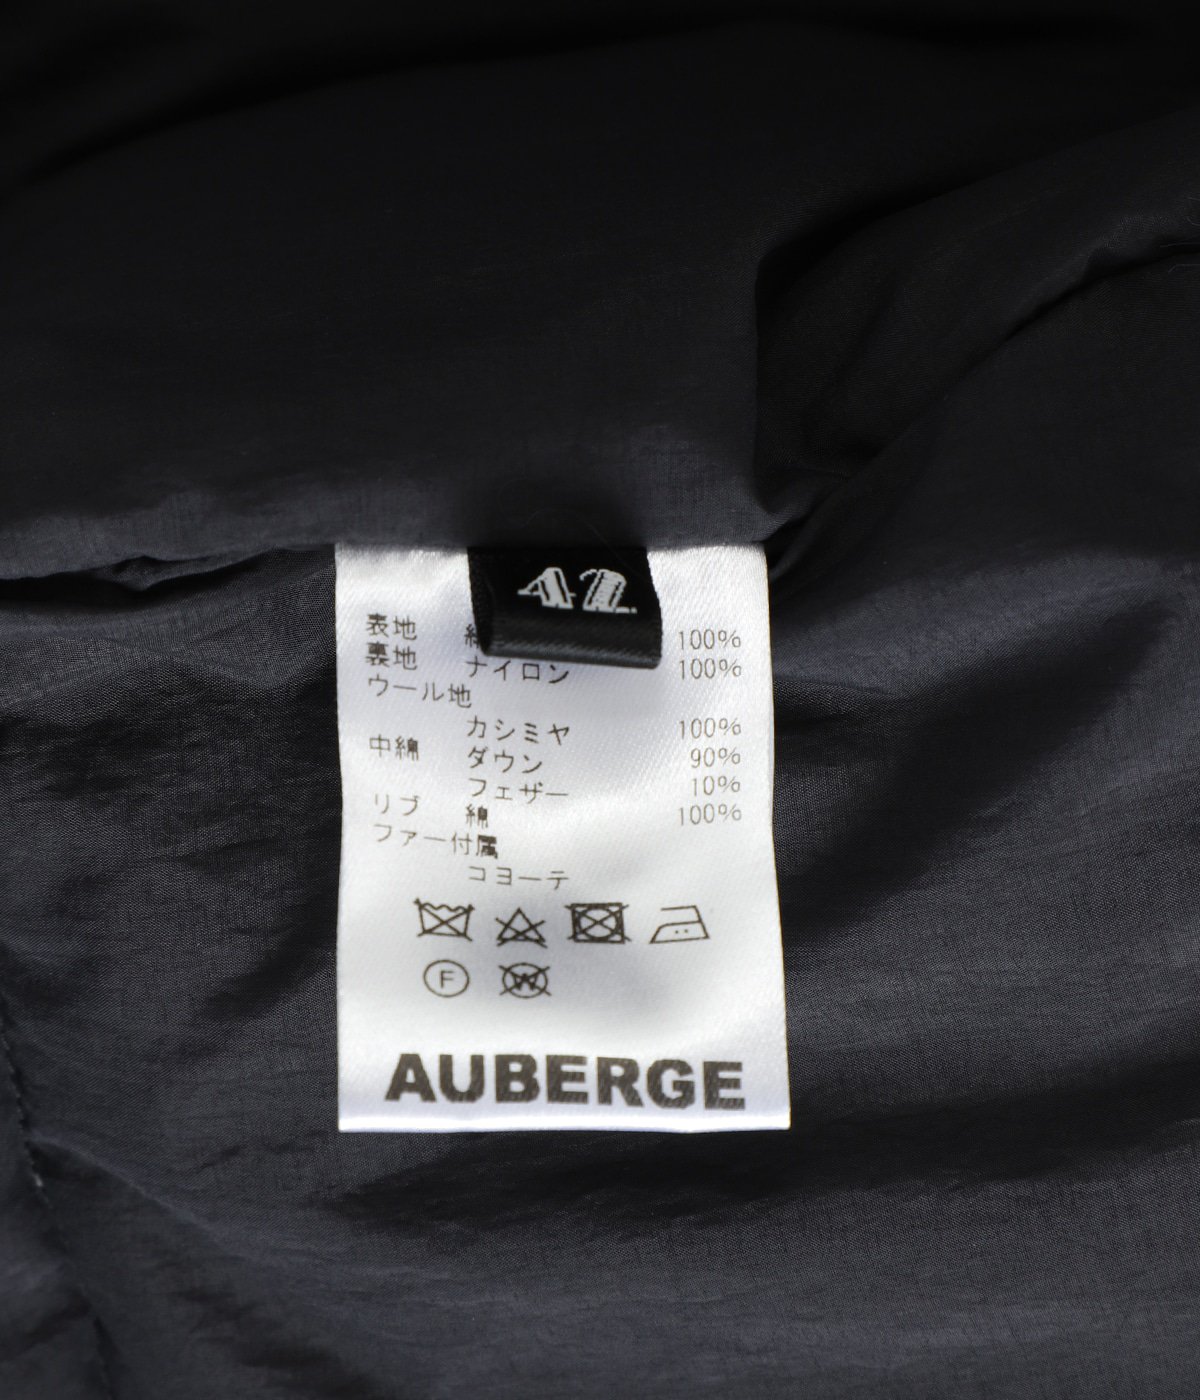 42
表地 100%
裏地 ナイロン 100%
ウール地
カシミヤ 100%
中綿 ダウン 90%
フェザー 10%
リブ 綿 100%
ファー付属
コヨーテ
F W
AUBERGE